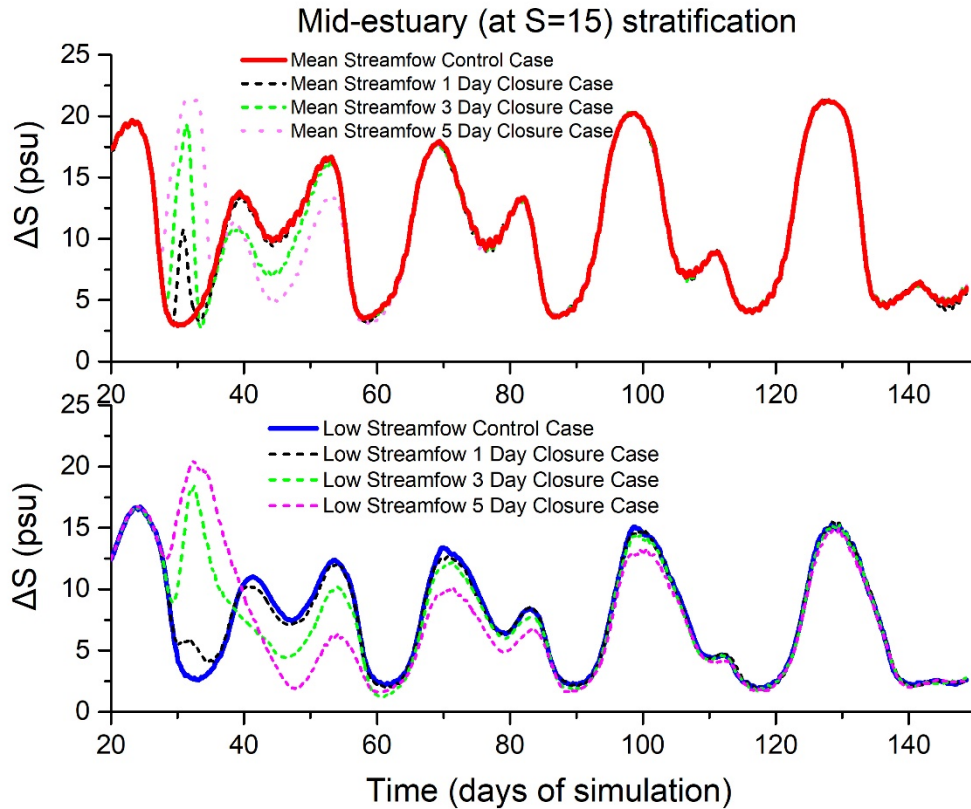 Mid-estuary (at S=15) stratification
25
20
15
10
5
0
ΔS (psu)
Mean Streamfow Control Case
Mean Streamfow 1 Day Closure Case
Mean Streamfow 3 Day Closure Case
Mean Streamfow 5 Day Closure Case
20 40 60 80 100 120 140
25
20
15
10
5
0
ΔS (psu)
Low Streamfow Control Case
Low Streamfow 1 Day Closure Case
Low Streamfow 3 Day Closure Case
Low Streamfow 5 Day Closure Case
20 40 60 80 100 120 140
Time (days of simulation)